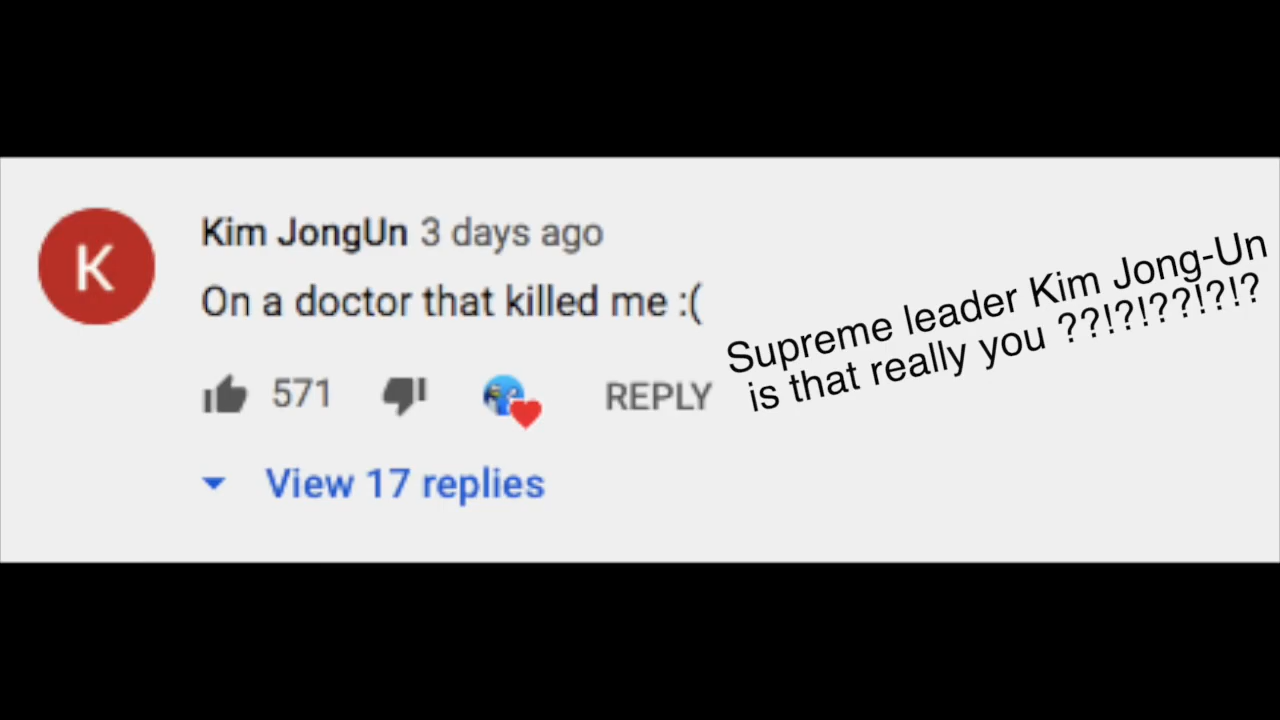 K
Kim JongUn 3 days ago
On a doctor that killed me :(
571
REPLY
View 17 replies
Supreme leader Kim Jong-Un
is that really you ??!?!??!?!?